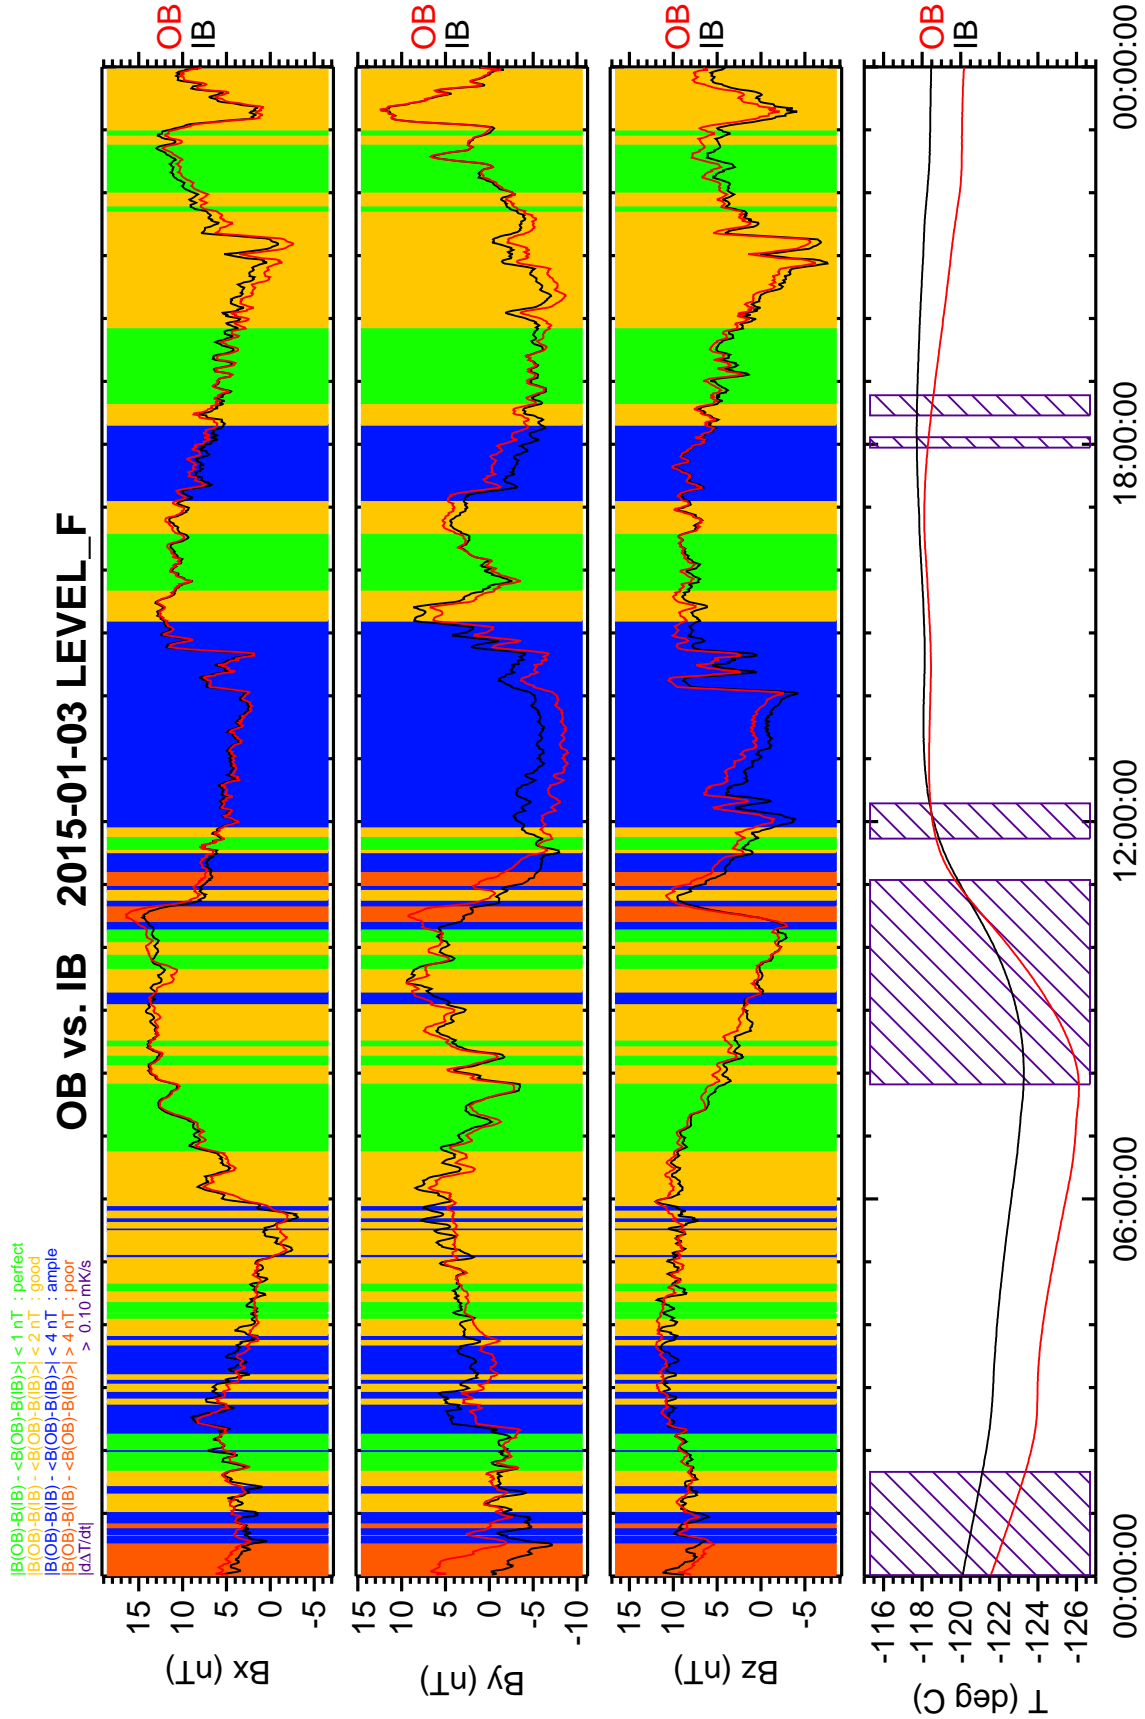 OB vs. IB 2015-01-03 LEVEL_F
|B(OB)-B(IB) - <B(OB)-B(IB)>| < 1 nT : perfect
|B(OB)-B(IB) - <B(OB)-B(IB)>| < 2 nT : good
|B(OB)-B(IB) - <B(OB)-B(IB)>| < 4 nT : ample
|B(OB)-B(IB) - <B(OB)-B(IB)>| > 4 nT : poor
|dΔT/dt| > 0.10 mK/s
Bx (nT)
15
10
5
0
-5
OB
IB
By (nT)
10
5
0
-5
-10
OB
IB
Bz (nT)
15
10
5
0
-5
OB
IB
T (deg C)
-116
-118
-120
-122
-124
-126
OB
IB
00:00:00
06:00:00
12:00:00
18:00:00
00:00:00